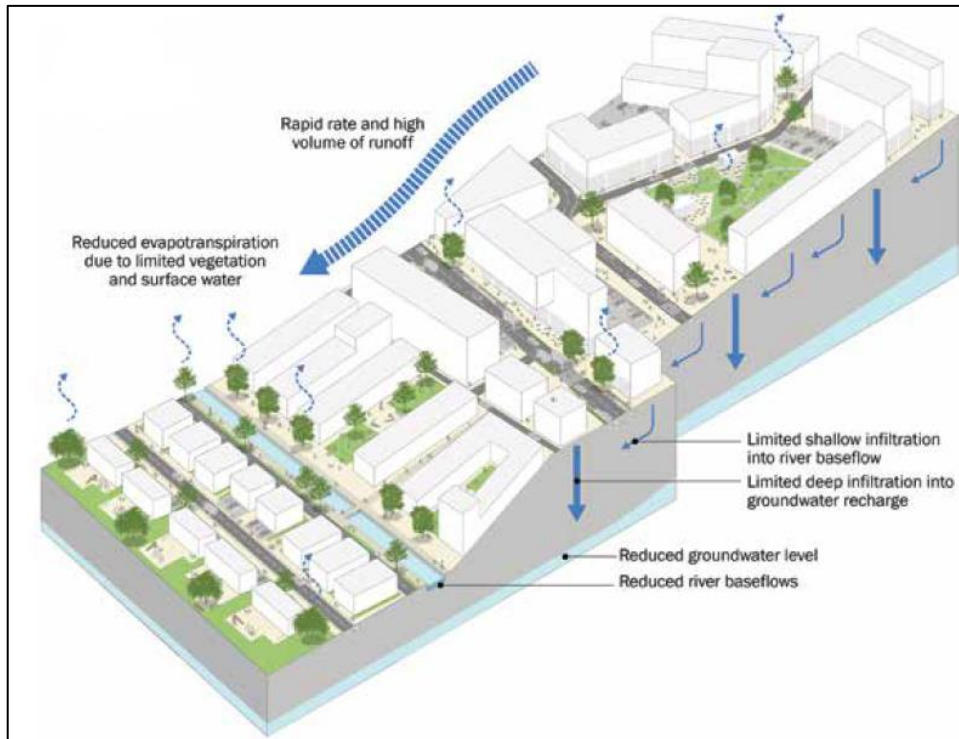 Rapid rate and high
volume of runoff
Reduced evapotranspiration
due to limited vegetation
and surface water
Limited shallow infiltration
into river baseflow
Limited deep infiltration into
groundwater recharge
Reduced groundwater level
Reduced river baseflows